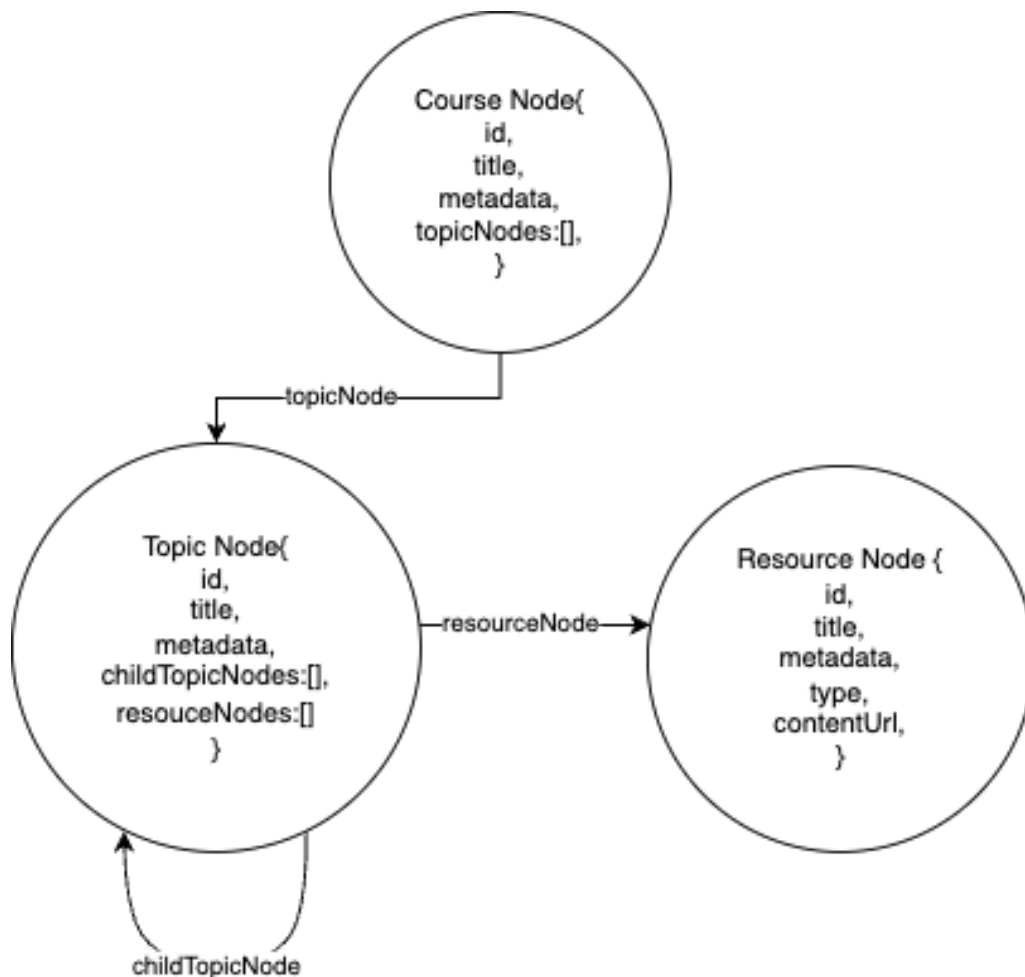 Course Node{
id,
title,
metadata,
topicNodes:[],
}
topicNode
Topic Node{
id,
title,
metadata,
childTopicNodes:[],
resouceNodes:[]
}
resourceNode
Resource Node {
id,
title,
metadata,
type,
contentUrl,
}
childTopicNode